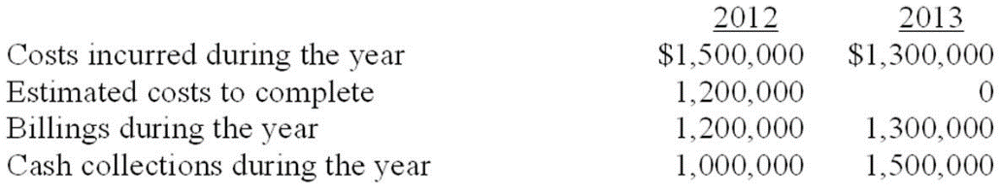 2012 2013
Costs incurred during the year $1,500,000 $1,300,000
Estimated costs to complete 1,200,000 0
Billings during the year 1,200,000 1,300,000
Cash collections during the year 1,000,000 1,500,000